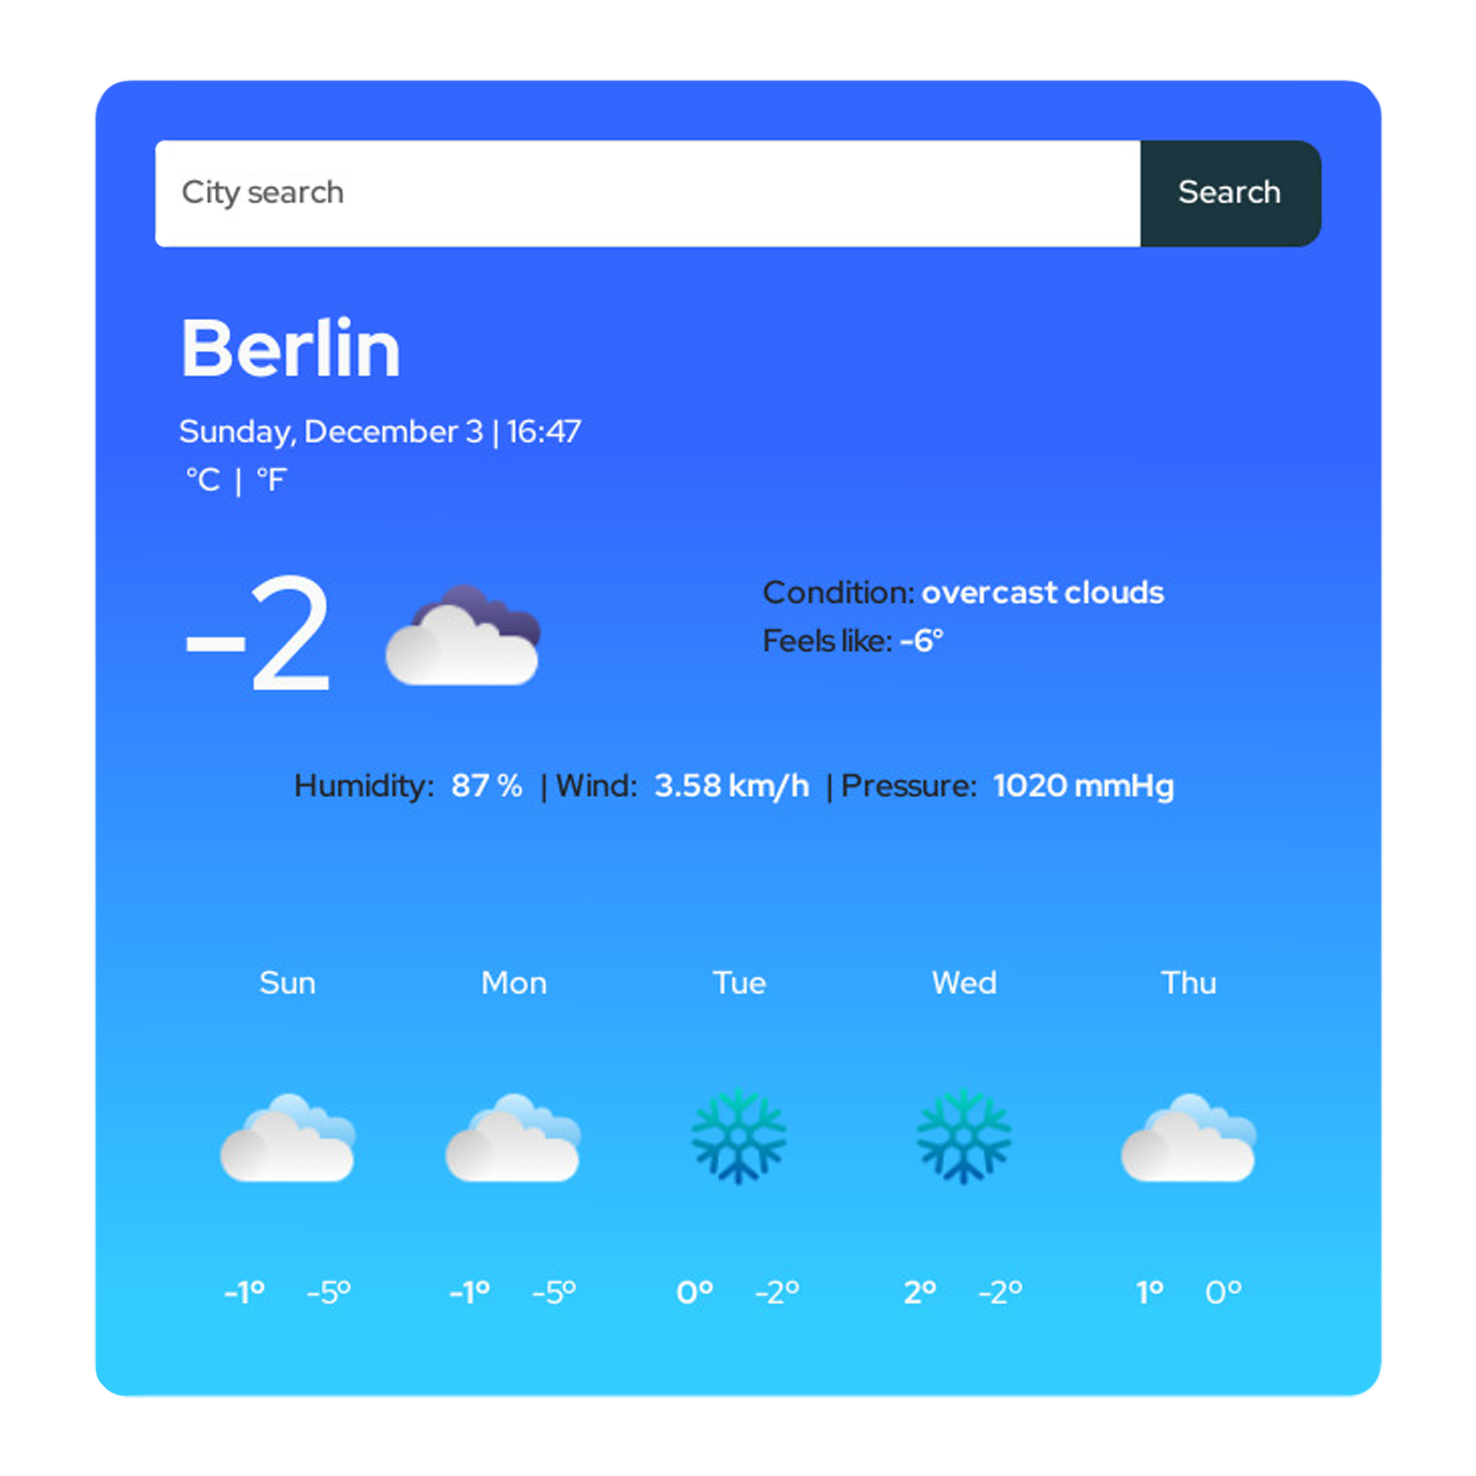 City search
Search
Berlin
Sunday, December 3 | 16:47
°C | °F
-2
Condition: overcast clouds
Feels like: -6°
Humidity: 87 % | Wind: 3.58 km/h | Pressure: 1020 mmHg
Sun Mon Tue Wed Thu
-1° -5° -1° -5° 0° -2° 2° -2° 1° 0°